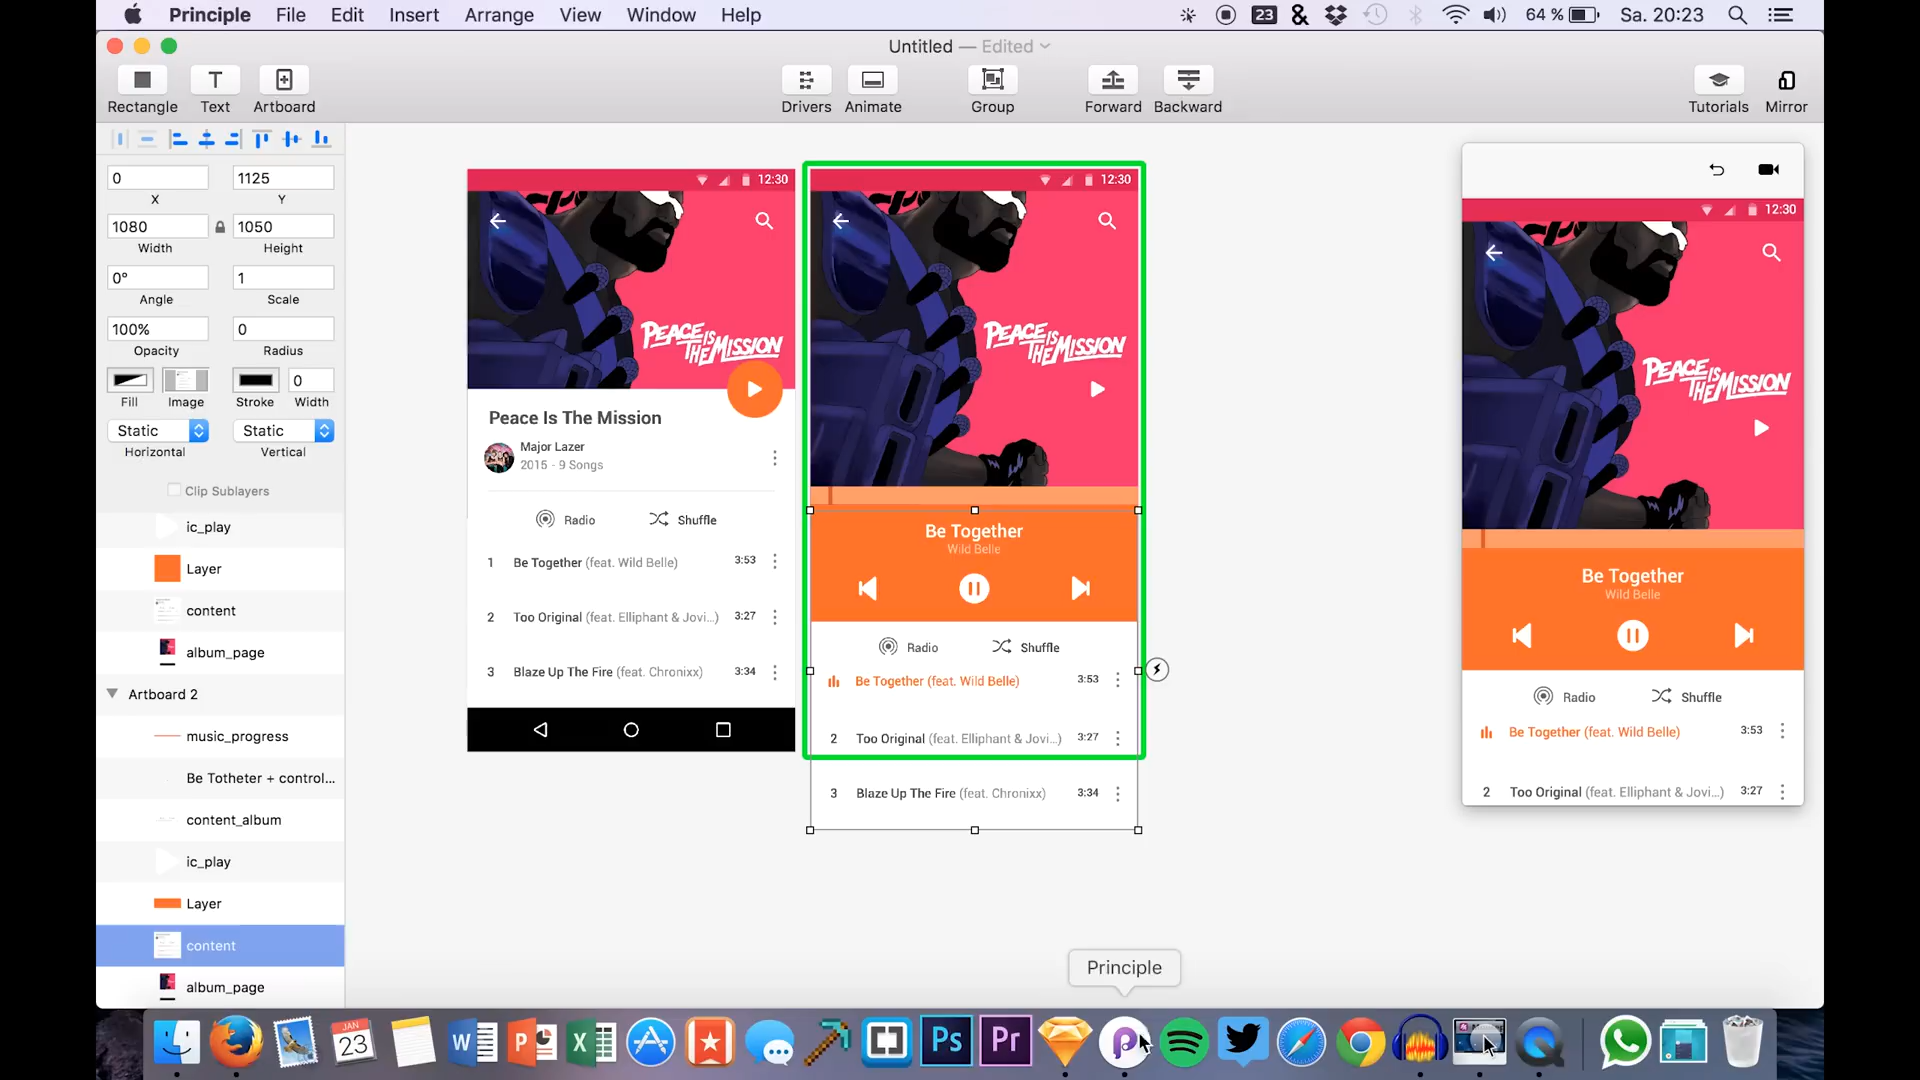 Principle File Edit Insert Arrange View Window Help
23 64 % Sa. 20:23
Untitled — Edited
Rectangle Text Artboard Drivers Animate Group Forward Backward Tutorials Mirror
0 1125
X Y
1080 1050
Width Height
0° 1
Angle Scale
100% 0
Opacity Radius
0
Fill Image Stroke Width
Static Static
Horizontal Vertical
Clip Sublayers
ic_play
Layer
content
album_page
Artboard 2
music_progress
Be Totheter + control...
content_album
ic_play
Layer
content
album_page
12:30
PEACE IS
THE MISSION
Peace Is The Mission
Major Lazer
2015 - 9 Songs
Radio Shuffle
1 Be Together (feat. Wild Belle) 3:53
2 Too Original (feat. Elliphant & Jovi...) 3:27
3 Blaze Up The Fire (feat. Chronixx) 3:34
12:30
PEACE IS
THE MISSION
Be Together
Wild Belle
Radio Shuffle
Be Together (feat. Wild Belle) 3:53
2 Too Original (feat. Elliphant & Jovi...) 3:27
3 Blaze Up The Fire (feat. Chronixx) 3:34
12:30
PEACE IS
THE MISSION
Be Together
Wild Belle
Radio Shuffle
Be Together (feat. Wild Belle) 3:53
2 Too Original (feat. Elliphant & Jovi...) 3:27
Principle
JAN
23
W P X Ps Pr